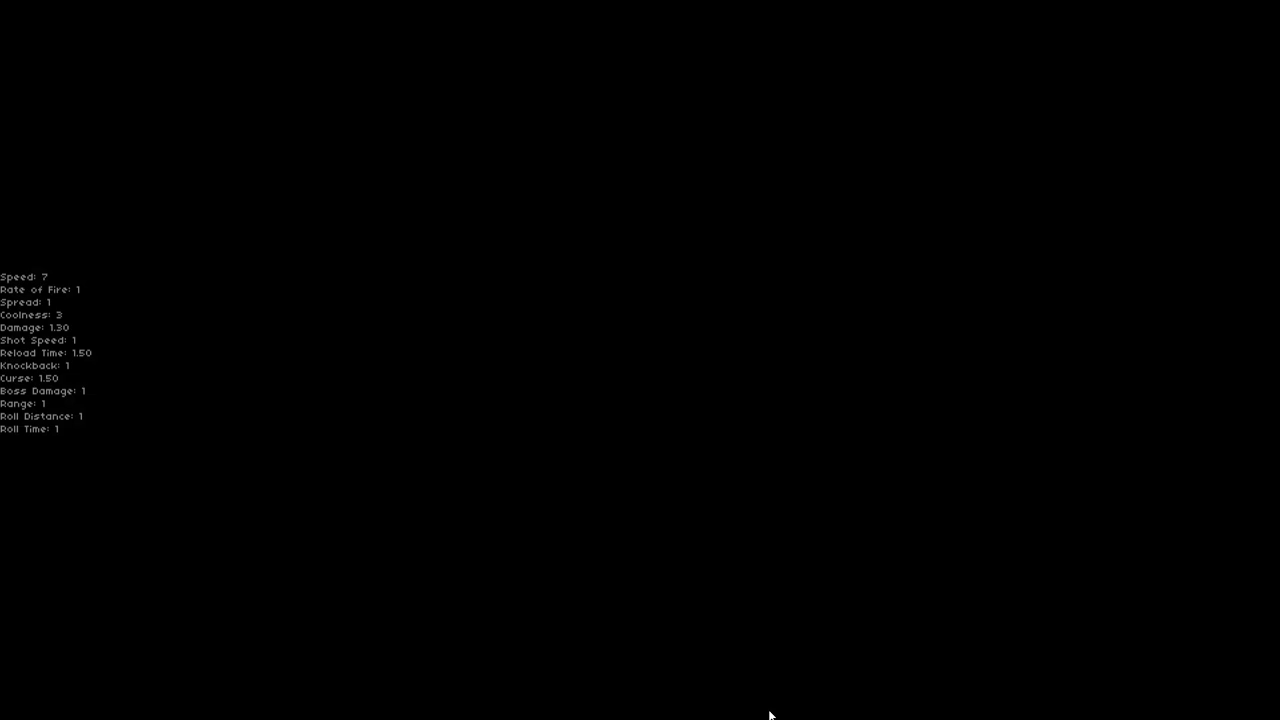 Speed: 7
Rate of Fire: 1
Spread: 1
Coolness: 3
Damage: 1.30
Shot Speed: 1
Reload Time: 1.50
Knockback: 1
Curse: 1.50
Boss Damage: 1
Range: 1
Roll Distance: 1
Roll Time: 1